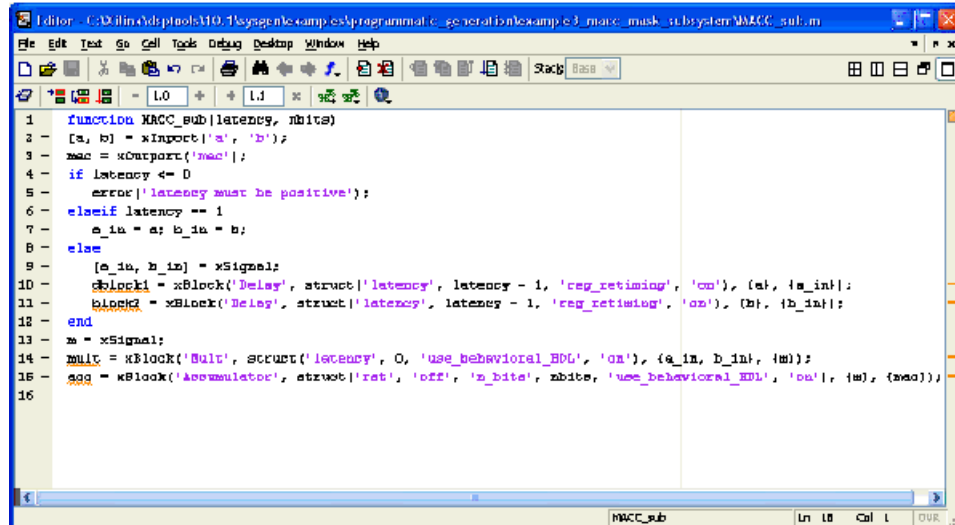 Editor - C:\Xilinx\dsptools\10.1\sysgen\examples\programmatic_generation\example3_macc_mask_subsystem\MACC_sub.m
File Edit Text Go Cell Tools Debug Desktop Window Help
Stack: Base
- 1.0 + ÷ 1.1 ×
1 function MACC_sub(latency, nbits)
2 - [a, b] = xInport('a', 'b');
3 - mac = xOutport('mac');
4 - if latency <= 0
5 - error('latency must be positive');
6 - elseif latency == 1
7 - a_in = a; b_in = b;
8 - else
9 - [a_in, b_in] = xSignal;
10 - dblock1 = xBlock('Delay', struct('latency', latency - 1, 'reg_retiming', 'on'), {a}, {a_in});
11 - block2 = xBlock('Delay', struct('latency', latency - 1, 'reg_retiming', 'on'), {b}, {b_in});
12 - end
13 - m = xSignal;
14 - mult = xBlock('Mult', struct('latency', 0, 'use_behavioral_HDL', 'on'), {a_in, b_in}, {m});
15 - acc = xBlock('Accumulator', struct('rst', 'off', 'n_bits', nbits, 'use_behavioral_HDL', 'on'), {m}, {mac});
16
MACC_sub Ln 16 Col 1 OVR